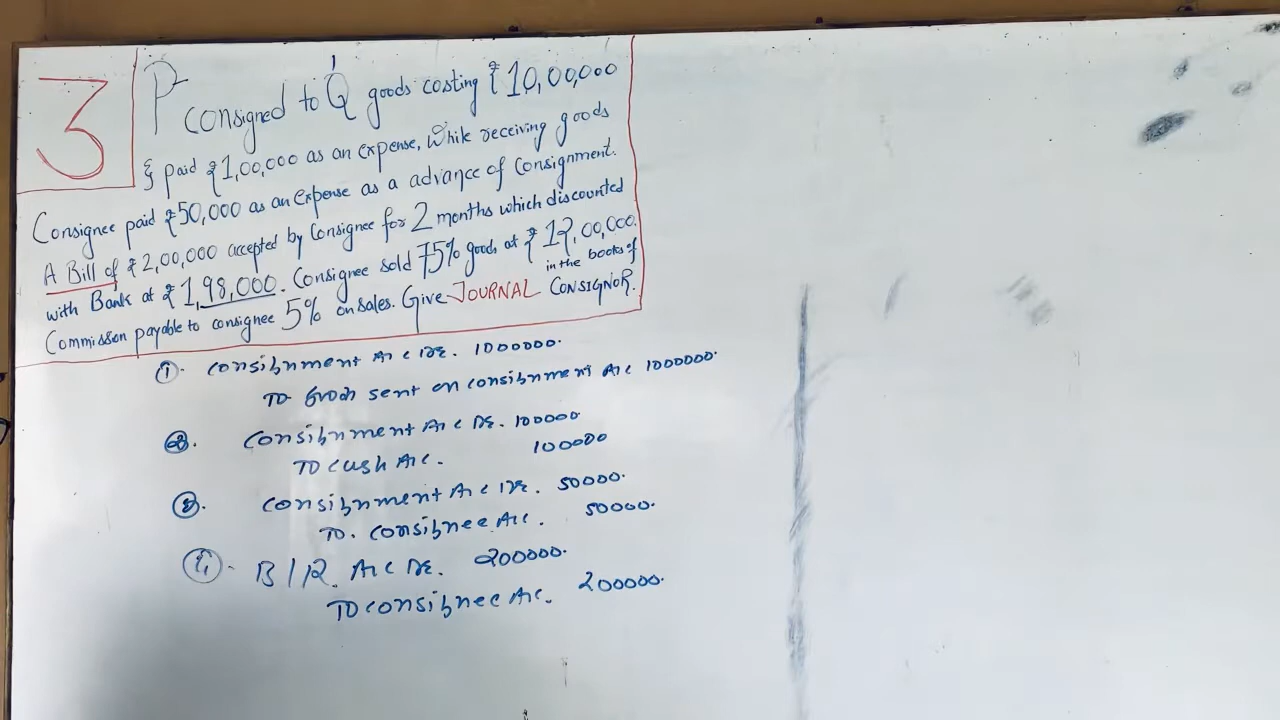 3
P consigned to Q goods costing ₹ 10,00,000
& paid ₹1,00,000 as an expense, While receiving goods
Consignee paid ₹50,000 as an Expense as a advance of Consignment.
A Bill of ₹2,00,000 accepted by Consignee for 2 months which discounted
with Bank at ₹ 1,98,000. Consignee sold 75% goods at ₹ 12,00,000.
Commission payable to consignee 5% on Sales. Give JOURNAL in the books of CONSIGNOR.
①. Consignment A/c Dr. 1000000.
To Goods sent on consignment A/c 1000000.
②. Consignment A/c Dr. 100000
To Cash A/c. 100000
③. Consignment A/c Dr. 50000.
To. Consignee A/c. 50000.
④. B/R. A/c Dr. 200000.
To Consignee A/c. 200000.